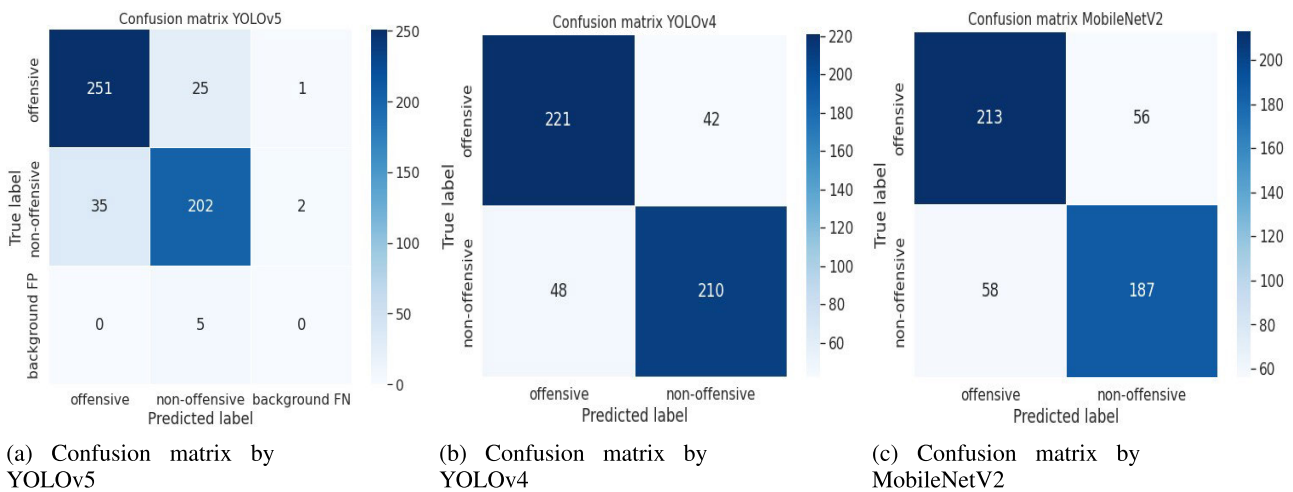 Confusion matrix YOLOv5
offensive
non-offensive
background FP
True label
251 25 1
35 202 2
0 5 0
250
200
150
100
50
0
offensive non-offensive background FN
Predicted label
(a) Confusion matrix by
YOLOv5
Confusion matrix YOLOv4
offensive
non-offensive
True label
221 42
48 210
220
200
180
160
140
120
100
80
60
offensive non-offensive
Predicted label
(b) Confusion matrix by
YOLOv4
Confusion matrix MobileNetV2
offensive
non-offensive
True label
213 56
58 187
200
180
160
140
120
100
80
60
offensive non-offensive
Predicted label
(c) Confusion matrix by
MobileNetV2